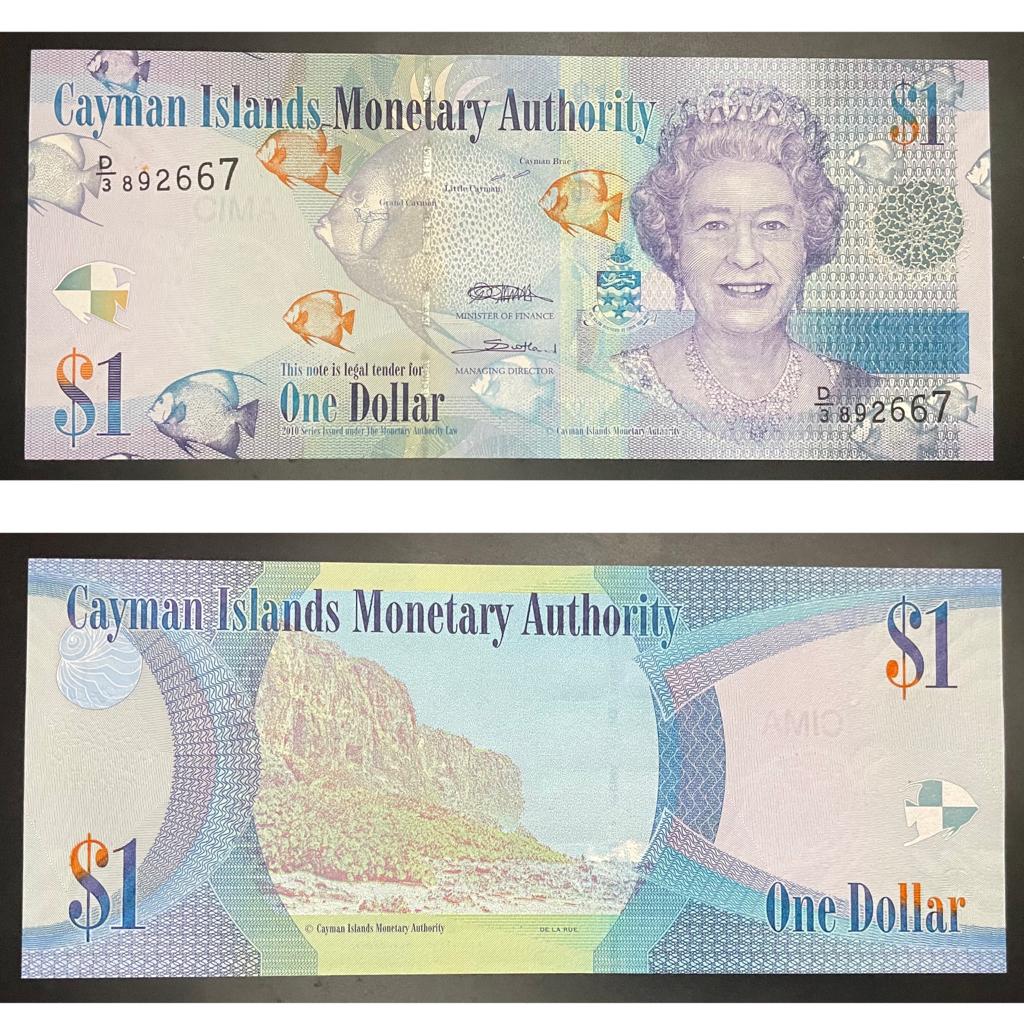 Cayman Islands Monetary Authority
$1
D/3 892667
CIMA
Cayman Brac
Little Cayman
Grand Cayman
MINISTER OF FINANCE
MANAGING DIRECTOR
$1
This note is legal tender for
One Dollar
2010 Series Issued under The Monetary Authority Law
© Cayman Islands Monetary Authority
D/3 892667
Cayman Islands Monetary Authority
$1
CIMA
$1
One Dollar
© Cayman Islands Monetary Authority
DE LA RUE